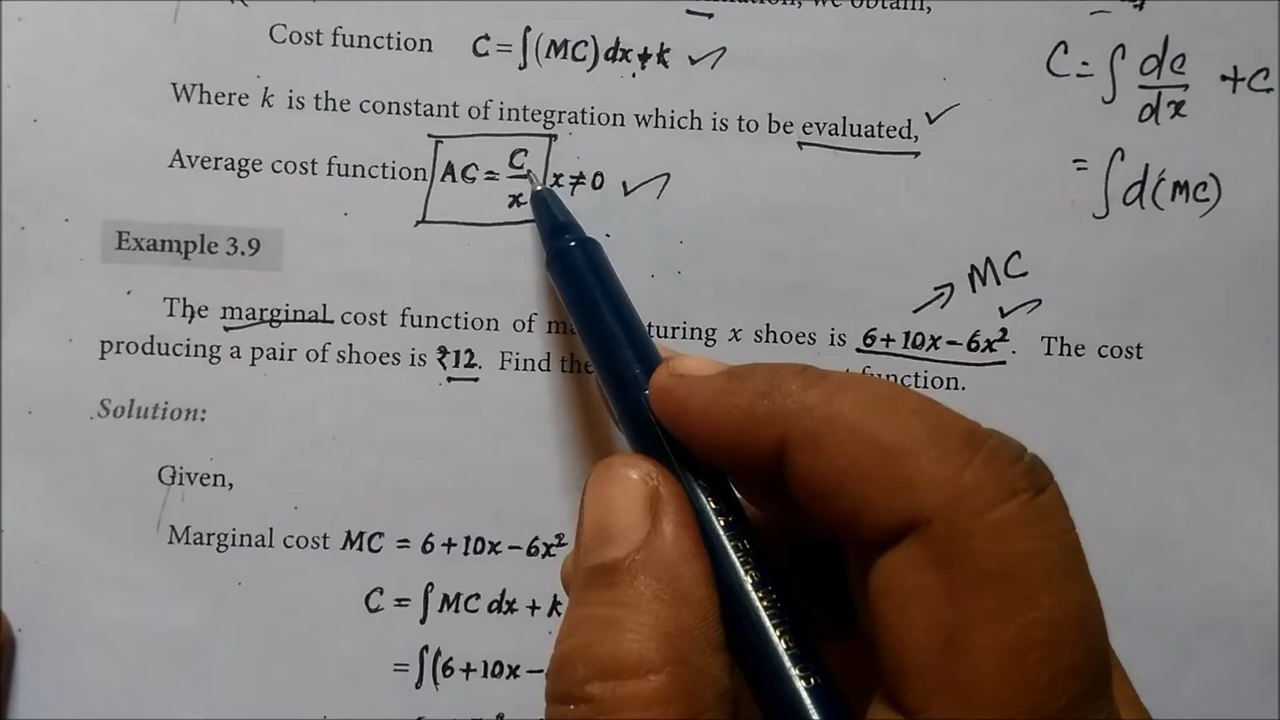 we obtain,
Cost function C=∫(MC)dx+k
C=∫ dc/dx +C
Where k is the constant of integration which is to be evaluated,
Average cost function AC = C/x x≠0
= ∫d(MC)
Example 3.9
MC
The marginal cost function of turing x shoes is 6+10x−6x². The cost
producing a pair of shoes is ₹12. Find the function.
Solution:
Given,
Marginal cost MC = 6+10x−6x²
C = ∫MC dx + k
= ∫(6+10x−